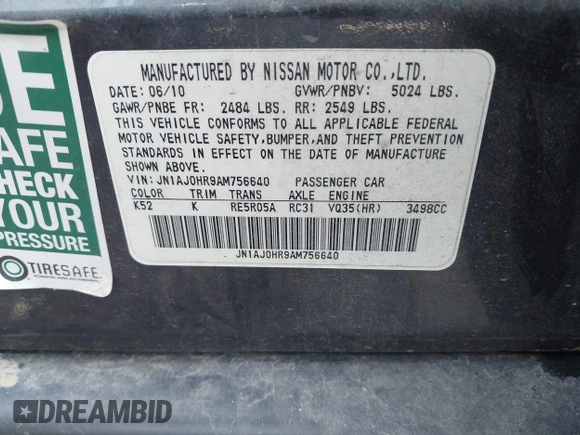 MANUFACTURED BY NISSAN MOTOR CO.,LTD.
DATE: 06/10 GVWR/PNBV: 5024 LBS.
GAWR/PNBE FR: 2484 LBS. RR: 2549 LBS.
THIS VEHICLE CONFORMS TO ALL APPLICABLE FEDERAL
MOTOR VEHICLE SAFETY,BUMPER,AND THEFT PREVENTION
STANDARDS IN EFFECT ON THE DATE OF MANUFACTURE
SHOWN ABOVE.
VIN:JN1AJ0HR9AM756640 PASSENGER CAR
COLOR TRIM TRANS AXLE ENGINE
K52 K RE5R05A RC31 VQ35(HR) 3498CC
JN1AJ0HR9AM756640
AFE
CHECK
YOUR
PRESSURES
TIRESAFE
DREAMBID